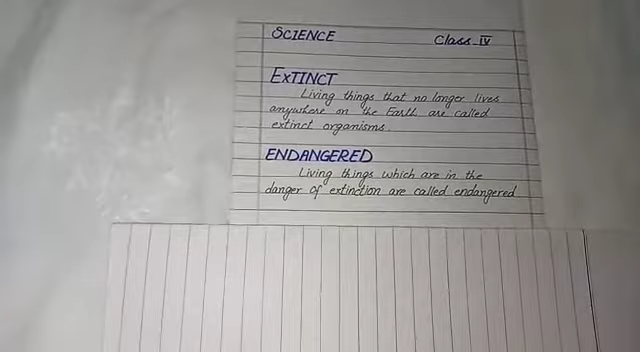 SCIENCE Class IV
EXTINCT
Living things that no longer lives
anywhere on the Earth are called
extinct organisms.
ENDANGERED
Living things which are in the
danger of extinction are called endangered